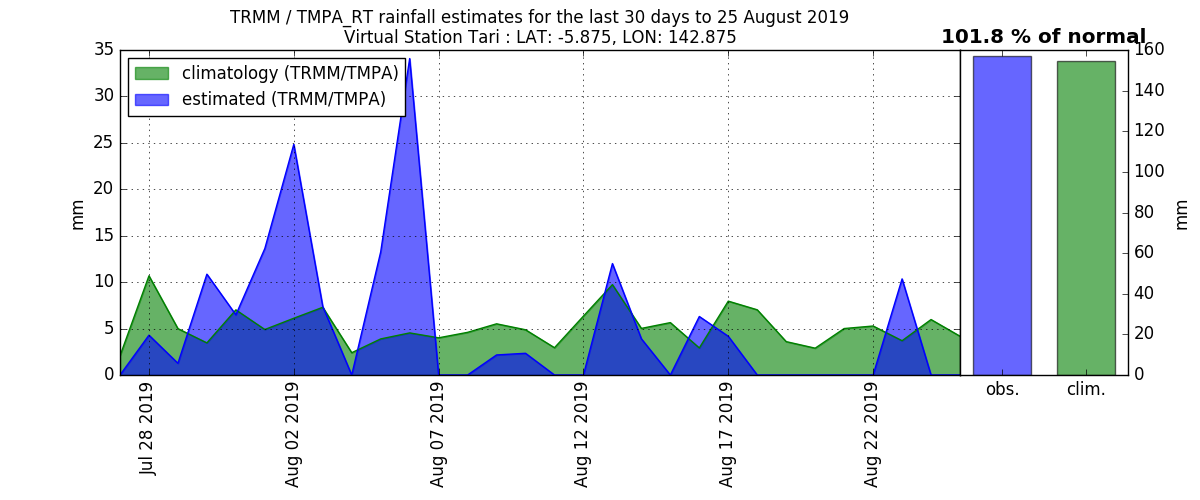 TRMM / TMPA_RT rainfall estimates for the last 30 days to 25 August 2019
Virtual Station Tari : LAT: -5.875, LON: 142.875
101.8 % of normal
climatology (TRMM/TMPA)
estimated (TRMM/TMPA)
35
30
25
20
15
10
5
0
mm
Jul 28 2019
Aug 02 2019
Aug 07 2019
Aug 12 2019
Aug 17 2019
Aug 22 2019
160
140
120
100
80
60
40
20
0
mm
obs.
clim.